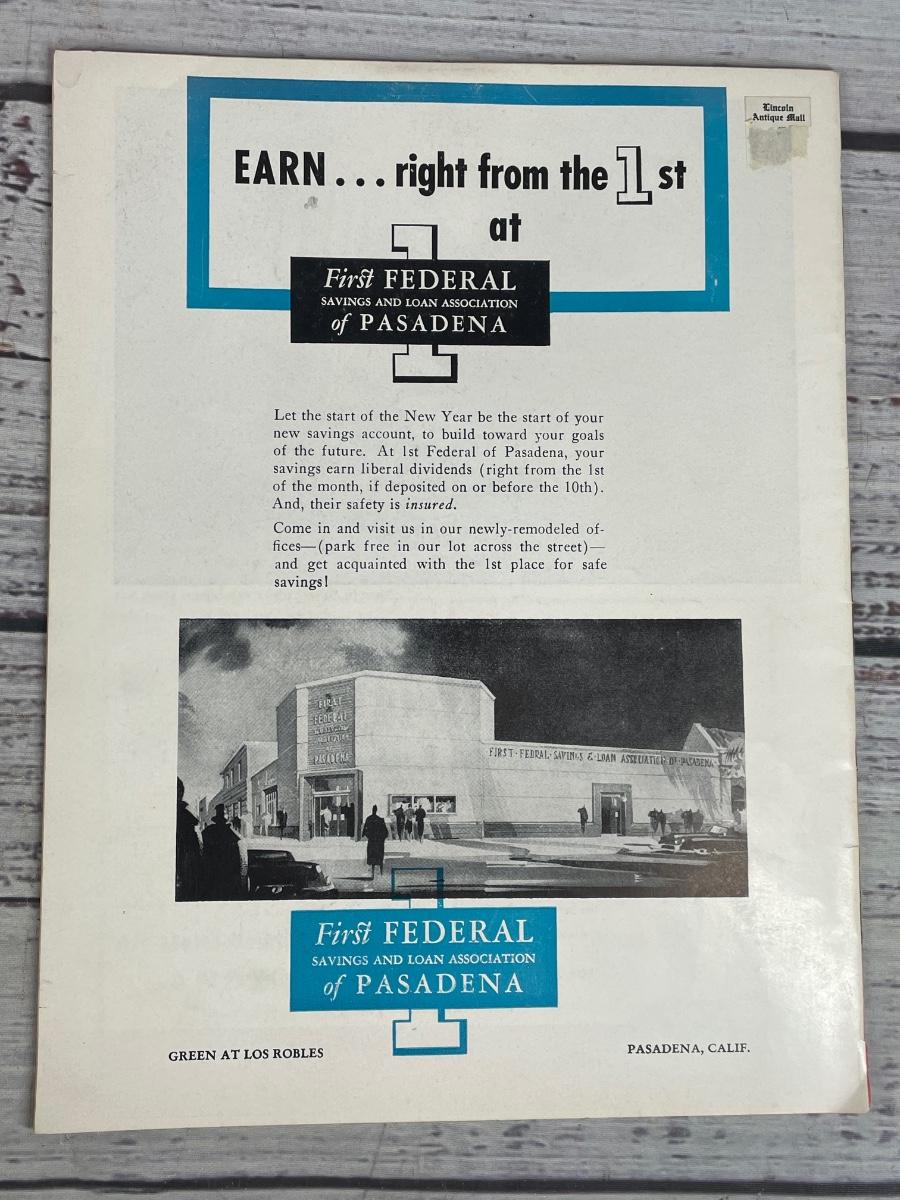 Lincoln
Antique Mall
EARN... right from the 1st
at
First FEDERAL
SAVINGS AND LOAN ASSOCIATION
of PASADENA
Let the start of the New Year be the start of your
new savings account, to build toward your goals
of the future. At 1st Federal of Pasadena, your
savings earn liberal dividends (right from the 1st
of the month, if deposited on or before the 10th).
And, their safety is insured.
Come in and visit us in our newly-remodeled of-
fices—(park free in our lot across the street)—
and get acquainted with the 1st place for safe
savings!
FIRST
FEDERAL
PASADENA
FIRST·FEDRAL·SAVINGS & LOAN ASSOCIATION OF·PASADENA·
First FEDERAL
SAVINGS AND LOAN ASSOCIATION
of PASADENA
GREEN AT LOS ROBLES
PASADENA, CALIF.